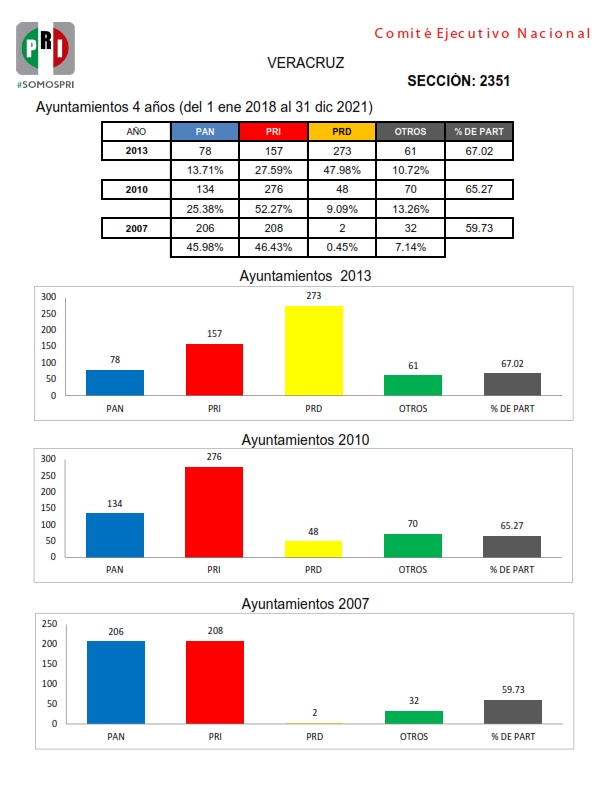 Comité Ejecutivo Nacional
PRI
#SOMOSPRI
VERACRUZ
SECCIÓN: 2351
Ayuntamientos 4 años (del 1 ene 2018 al 31 dic 2021)
AÑO PAN PRI PRD OTROS % DE PART
2013 78 157 273 61 67.02
13.71% 27.59% 47.98% 10.72%
2010 134 276 48 70 65.27
25.38% 52.27% 9.09% 13.26%
2007 206 208 2 32 59.73
45.98% 46.43% 0.45% 7.14%
Ayuntamientos 2013
300
250
200
150
100
50
0
78
157
273
61
67.02
PAN PRI PRD OTROS % DE PART
Ayuntamientos 2010
300
250
200
150
100
50
0
134
276
48
70
65.27
PAN PRI PRD OTROS % DE PART
Ayuntamientos 2007
250
200
150
100
50
0
206
208
2
32
59.73
PAN PRI PRD OTROS % DE PART